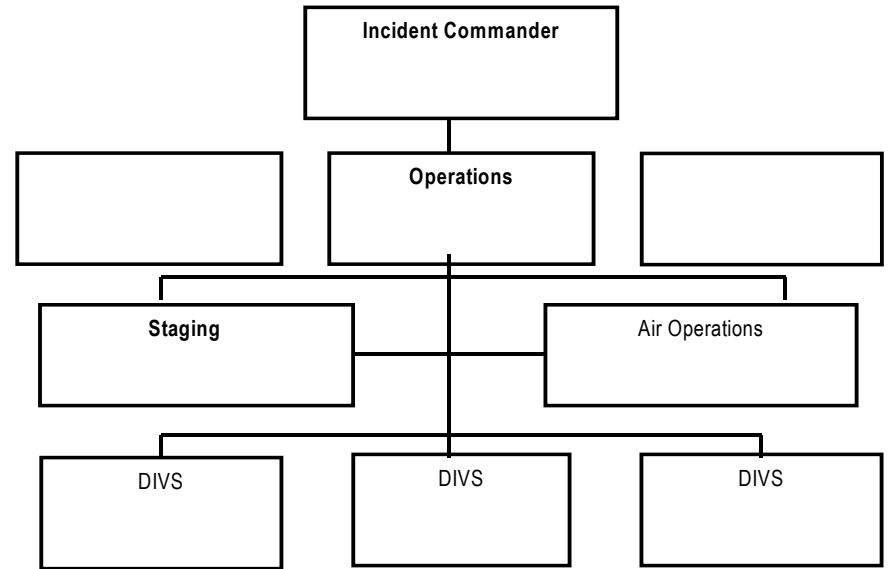 Incident Commander
Operations
Staging
Air Operations
DIVS
DIVS
DIVS